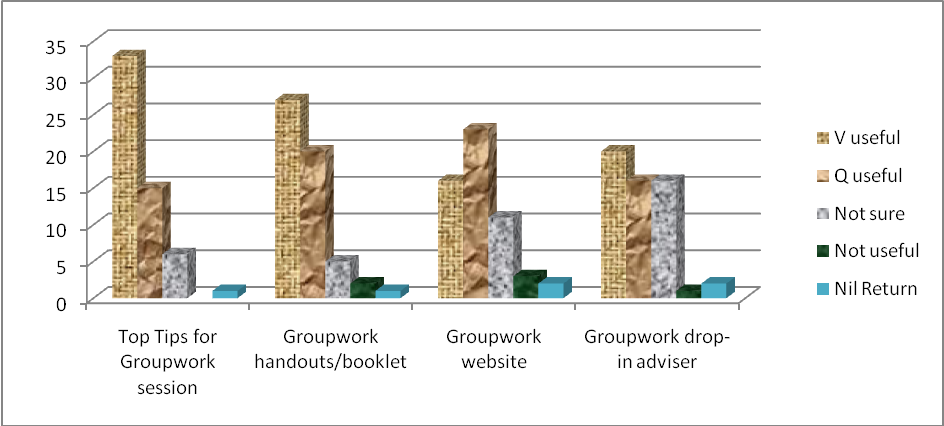 35
30
25
20
15
10
5
0
Top Tips for
Groupwork
session
Groupwork
handouts/booklet
Groupwork
website
Groupwork drop-
in adviser
V useful
Q useful
Not sure
Not useful
Nil Return